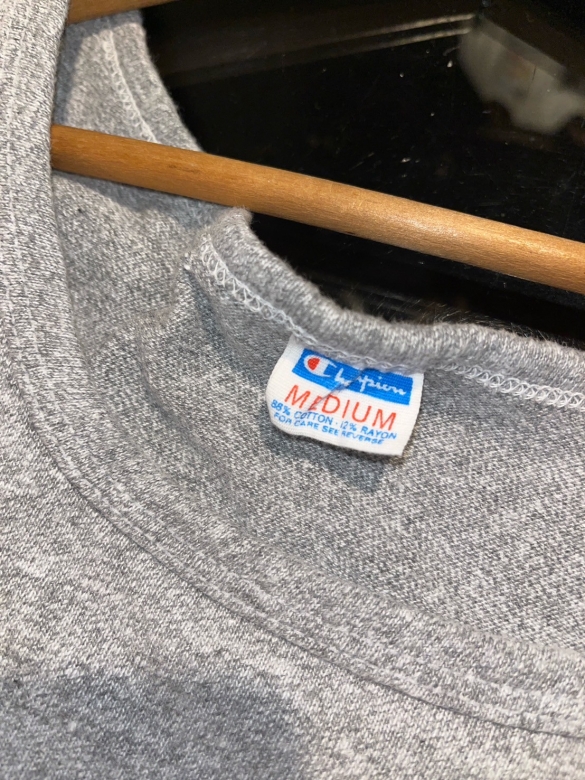 Champion
MEDIUM
88% COTTON · 12% RAYON
FOR CARE SEE REVERSE